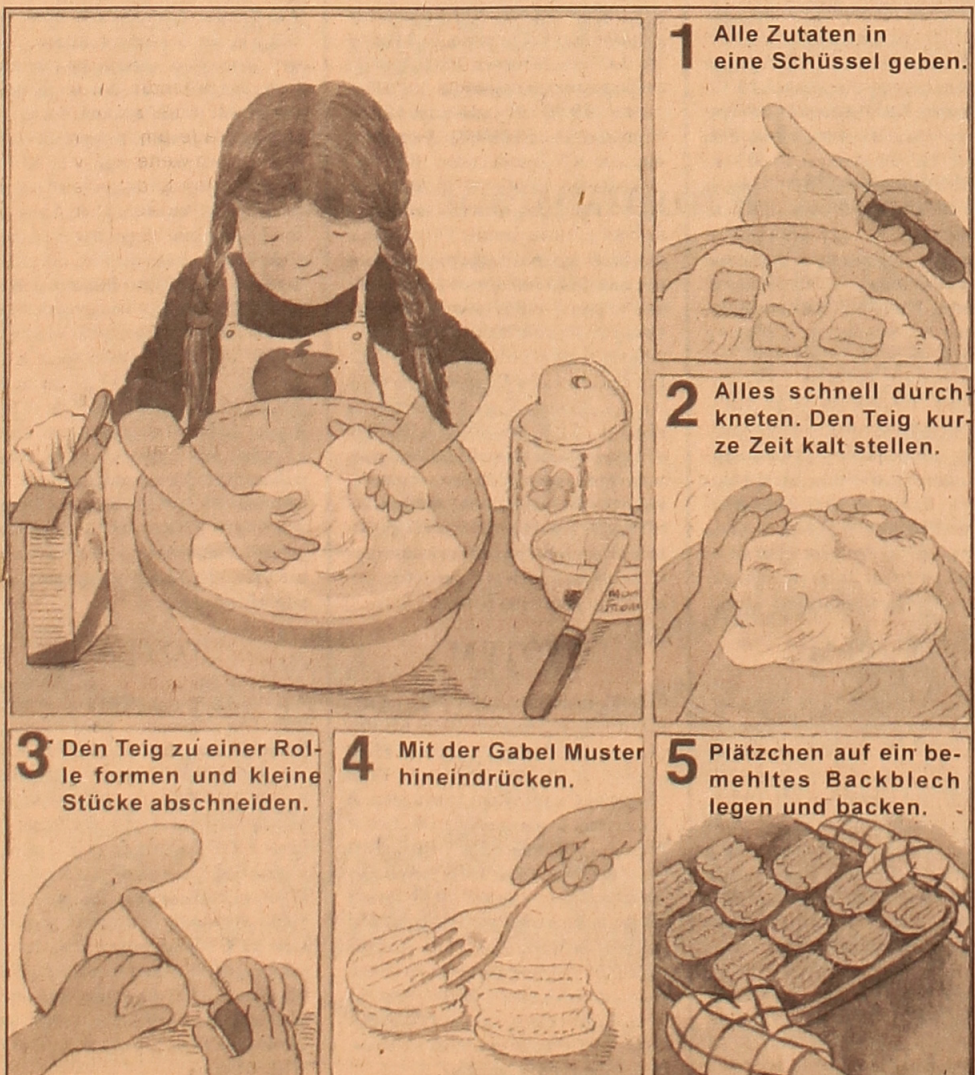 1 Alle Zutaten in
eine Schüssel geben.
2 Alles schnell durch-
kneten. Den Teig kur-
ze Zeit kalt stellen.
3 Den Teig zu einer Rol-
le formen und kleine
Stücke abschneiden.
4 Mit der Gabel Muster
hineindrücken.
5 Plätzchen auf ein be-
mehltes Backblech
legen und backen.